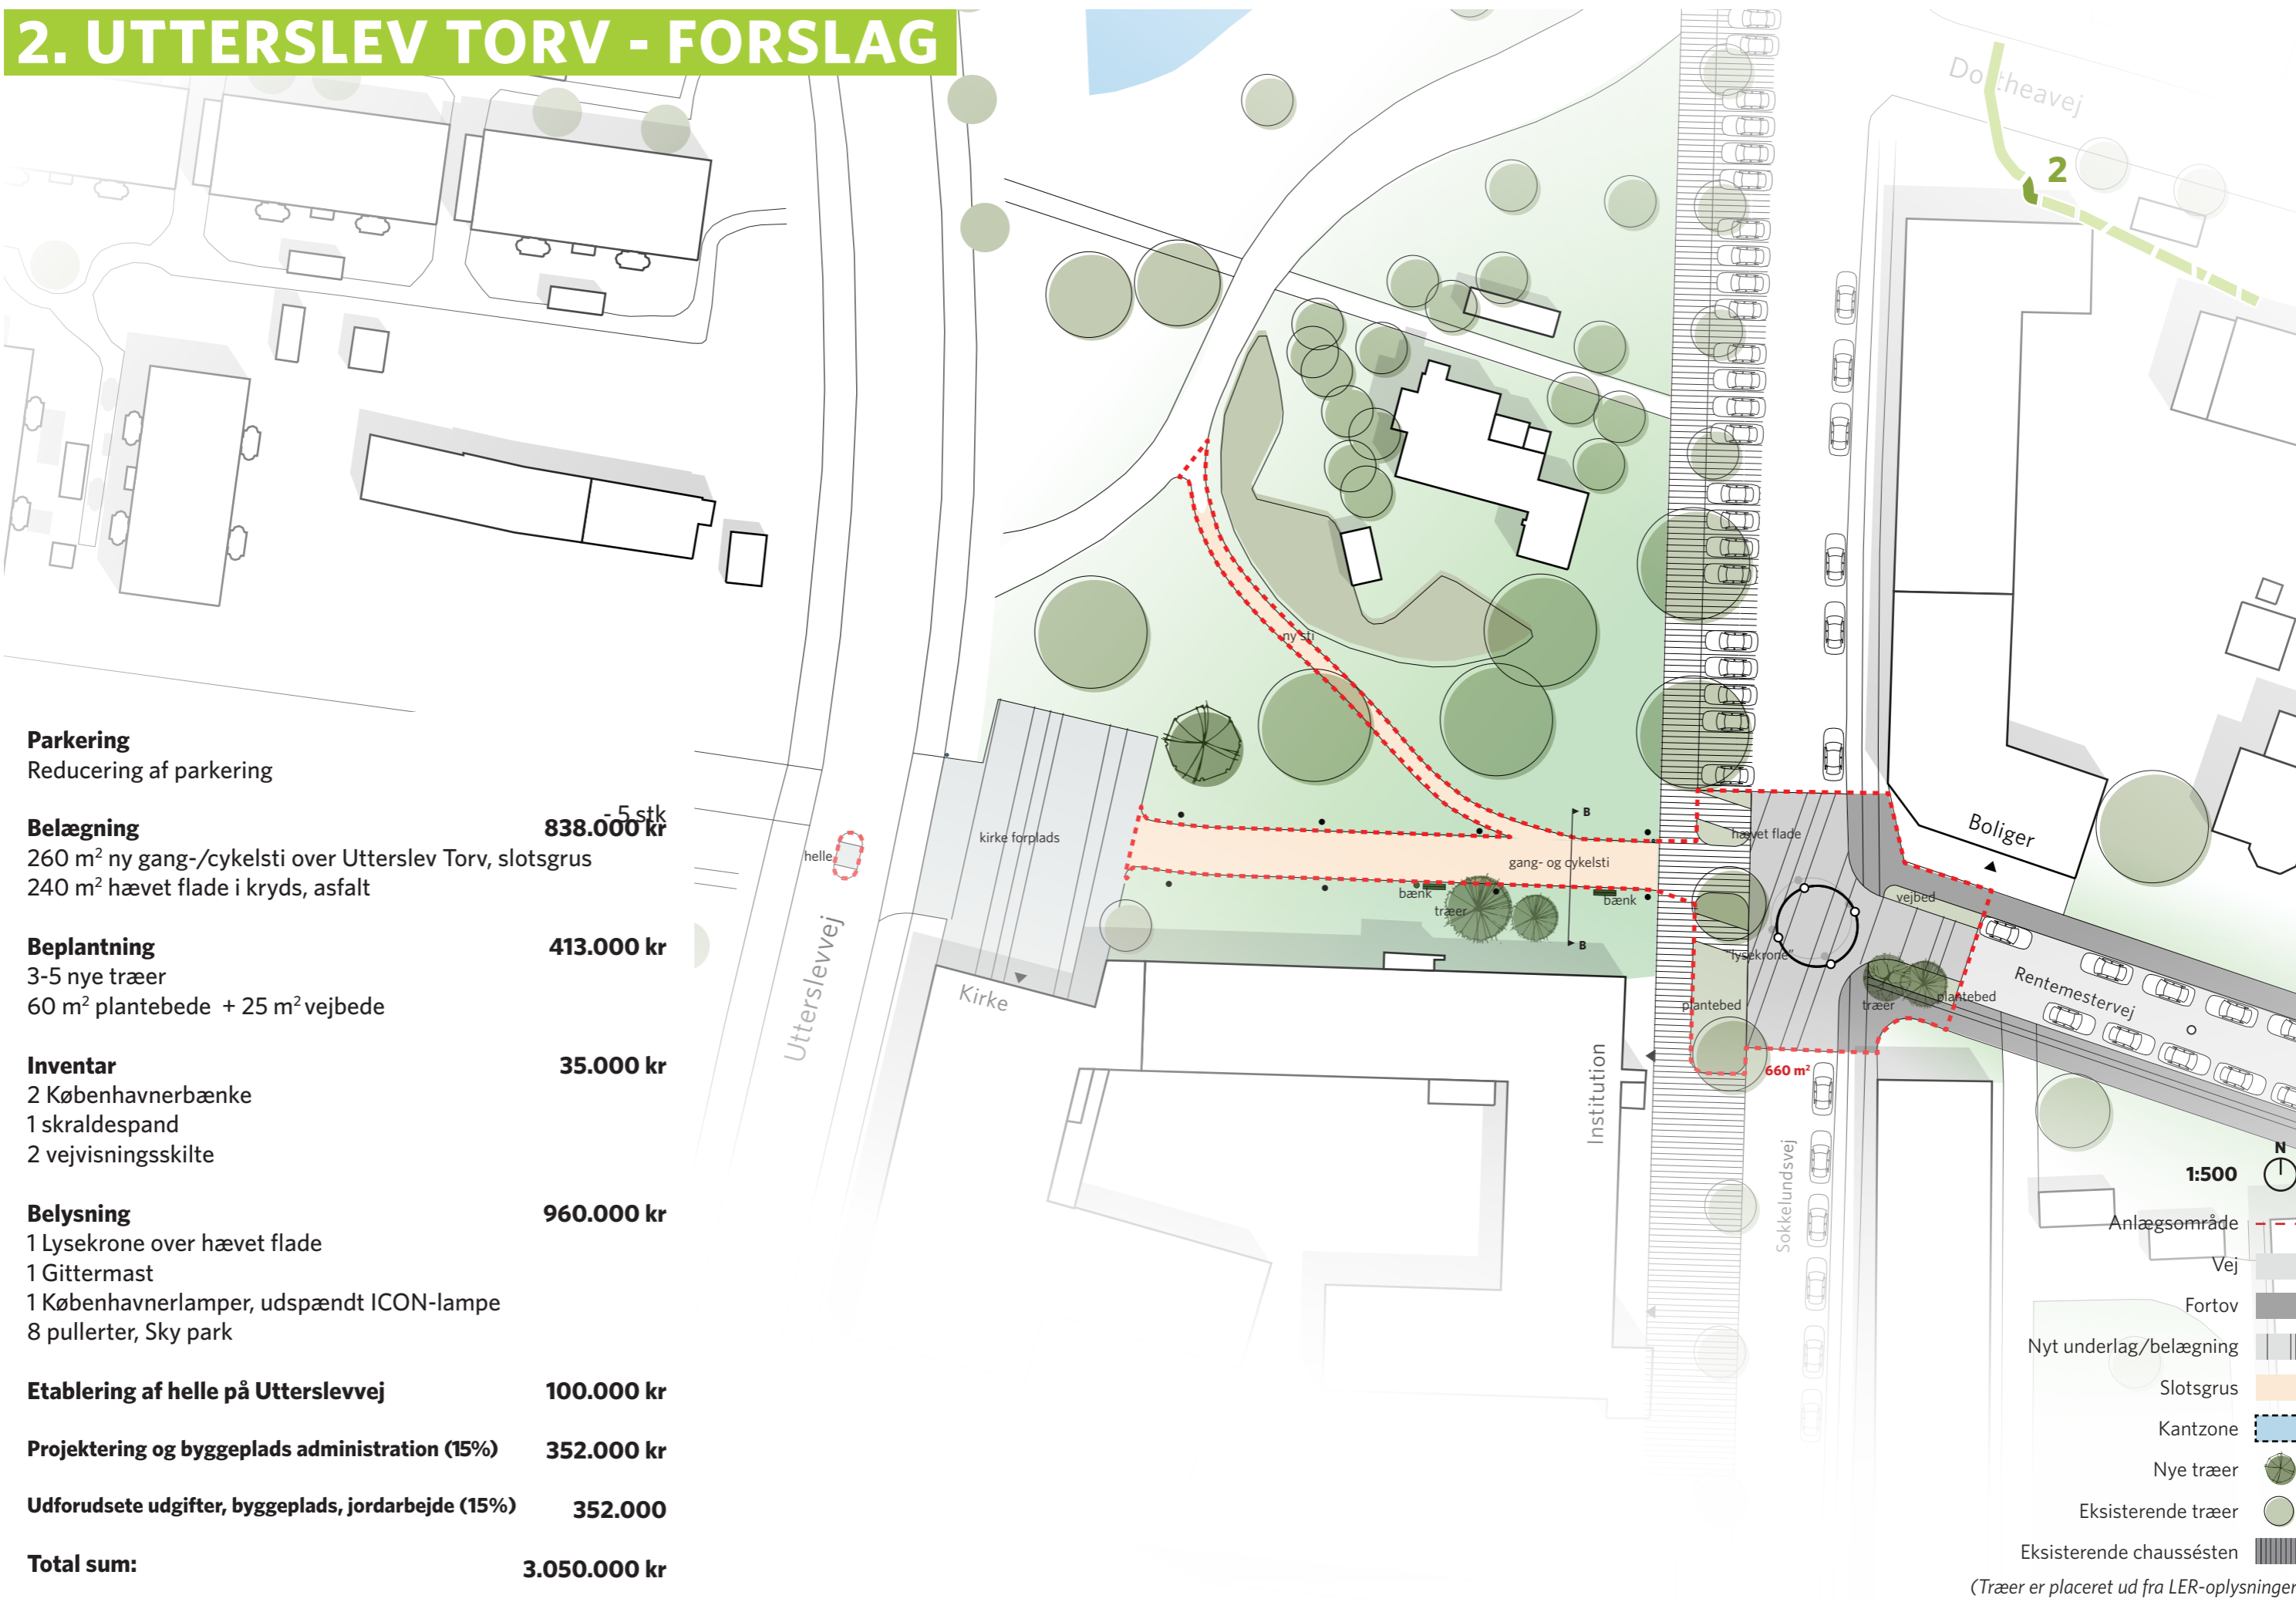 2. UTTERSLEV TORV - FORSLAG
Parkering
Reducering af parkering
- 5 stk
Belægning 838.000 kr
260 m² ny gang-/cykelsti over Utterslev Torv, slotsgrus
240 m² hævet flade i kryds, asfalt
Beplantning 413.000 kr
3-5 nye træer
60 m² plantebede + 25 m² vejbede
Inventar 35.000 kr
2 Københavnerbænke
1 skraldespand
2 vejvisningsskilte
Belysning 960.000 kr
1 Lysekrone over hævet flade
1 Gittermast
1 Københavnerlamper, udspændt ICON-lampe
8 pullerter, Sky park
Etablering af helle på Utterslevvej 100.000 kr
Projektering og byggeplads administration (15%) 352.000 kr
Udforudsete udgifter, byggeplads, jordarbejde (15%) 352.000
Total sum: 3.050.000 kr
Dortheavej
2
ny sti
kirke forplads
helle
Utterslevvej
Kirke
B
gang- og cykelsti
bænk
træer
bænk
B
hævet flade
Boliger
vejbed
"lysekrone"
plantebed
træer
plantebed
Rentemestervej
660 m²
Institution
Sokkelundsvej
N
1:500
Anlægsområde
Vej
Fortov
Nyt underlag/belægning
Slotsgrus
Kantzone
Nye træer
Eksisterende træer
Eksisterende chaussésten
(Træer er placeret ud fra LER-oplysninger